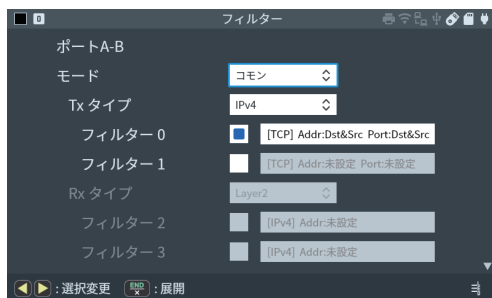 0 フィルター
ポートA-B
モード コモン
Tx タイプ IPv4
フィルター 0 [TCP] Addr:Dst&Src Port:Dst&Src
フィルター 1 [TCP] Addr:未設定 Port:未設定
Rx タイプ Layer2
フィルター 2 [IPv4] Addr:未設定
フィルター 3 [IPv4] Addr:未設定
:選択変更 END × :展開